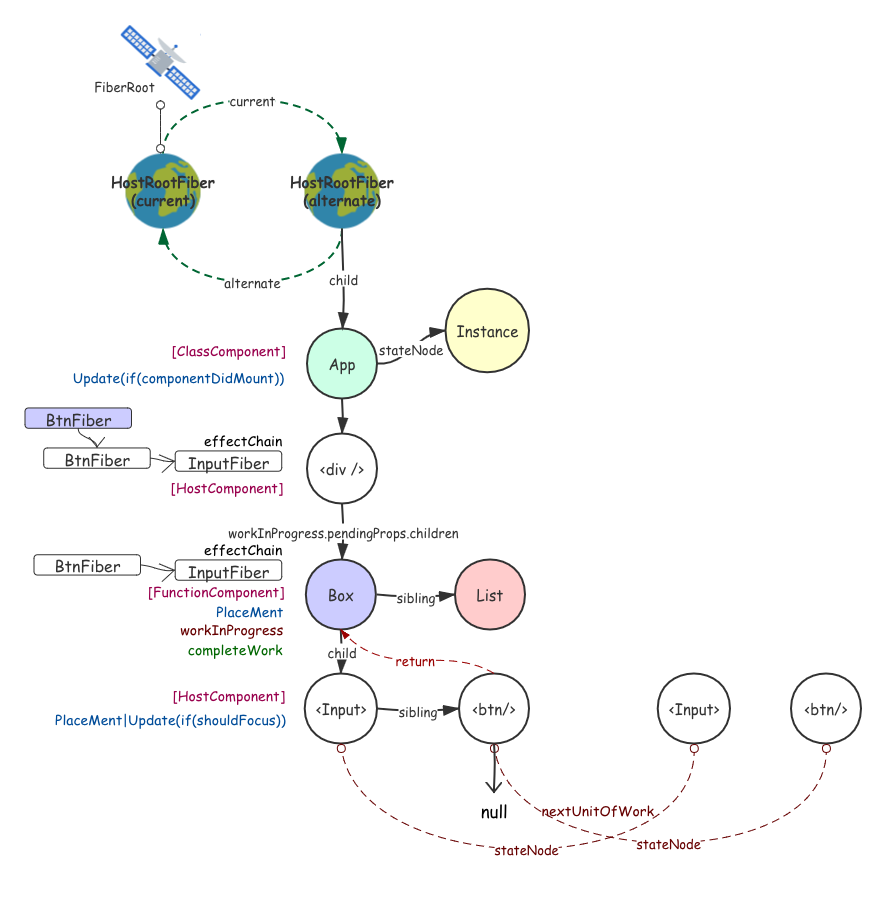 FiberRoot
current
HostRootFiber
(current)
HostRootFiber
(alternate)
alternate
child
Instance
[ClassComponent]
stateNode
App
Update(if(componentDidMount))
BtnFiber
effectChain
BtnFiber
InputFiber
<div />
[HostComponent]
workInProgress.pendingProps.children
effectChain
BtnFiber
InputFiber
[FunctionComponent]
Box
sibling
List
PlaceMent
workInProgress
completeWork
child
return
[HostComponent]
<Input>
sibling
<btn/>
<Input>
<btn/>
PlaceMent|Update(if(shouldFocus))
null
nextUnitOfWork
stateNode
stateNode